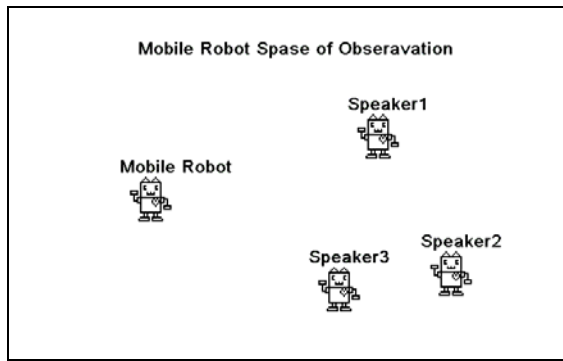 Mobile Robot Spase of Obseravation
Speaker1
Mobile Robot
Speaker2
Speaker3